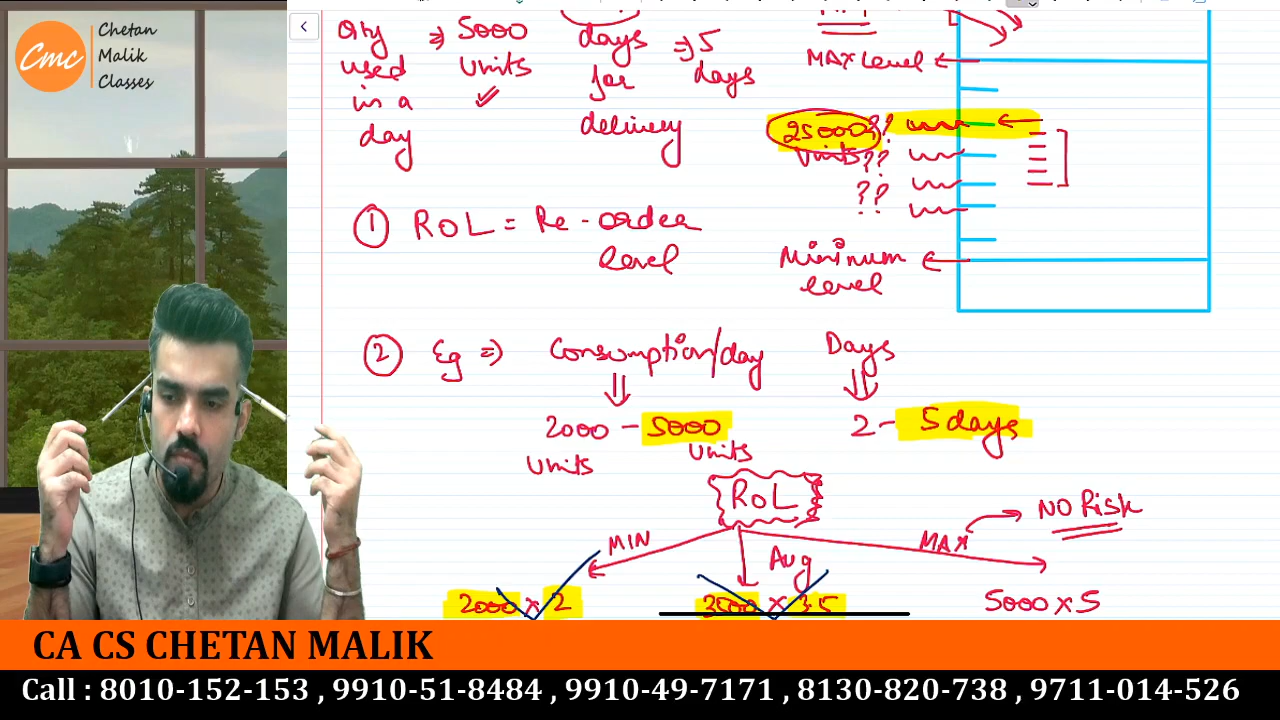 Cmc
Chetan
Malik
Classes
Qty
used
in a
day
⇒ 5000
Units
days
for
delivery
⇒ 5
days
MAX Level
25000 ??
Units ??
??
① ROL = Re-order
level
Minimum
level
② Eg ⇒ Consumption/day Days
2000 - 5000 2 - 5 days
Units Units
ROL
MIN
Avg
MAX
NO Risk
2000 x 2
3500 x 3.5
5000 x 5
CA CS CHETAN MALIK
Call : 8010-152-153 , 9910-51-8484 , 9910-49-7171 , 8130-820-738 , 9711-014-526